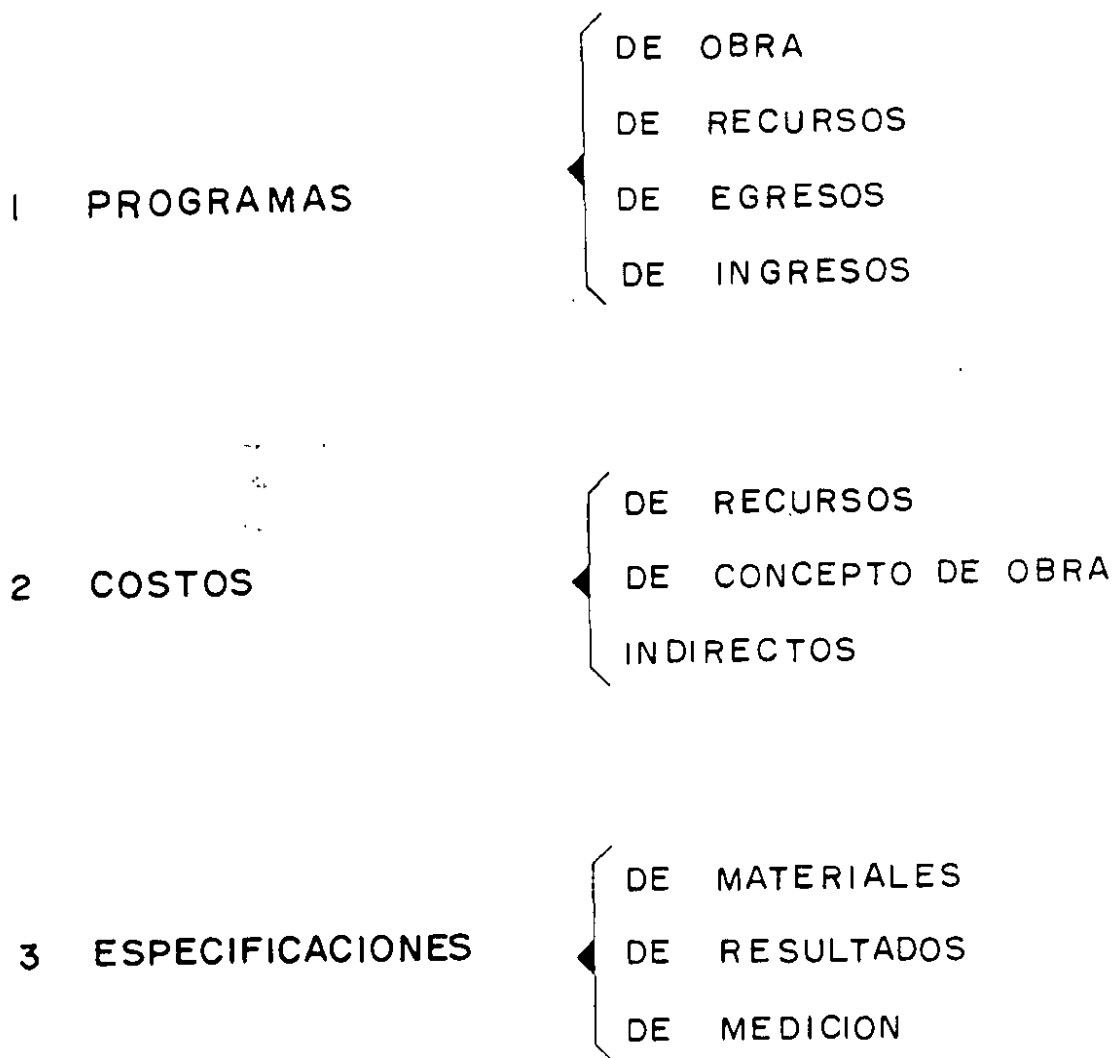 1 PROGRAMAS
DE OBRA
DE RECURSOS
DE EGRESOS
DE INGRESOS
2 COSTOS
DE RECURSOS
DE CONCEPTO DE OBRA
INDIRECTOS
3 ESPECIFICACIONES
DE MATERIALES
DE RESULTADOS
DE MEDICION